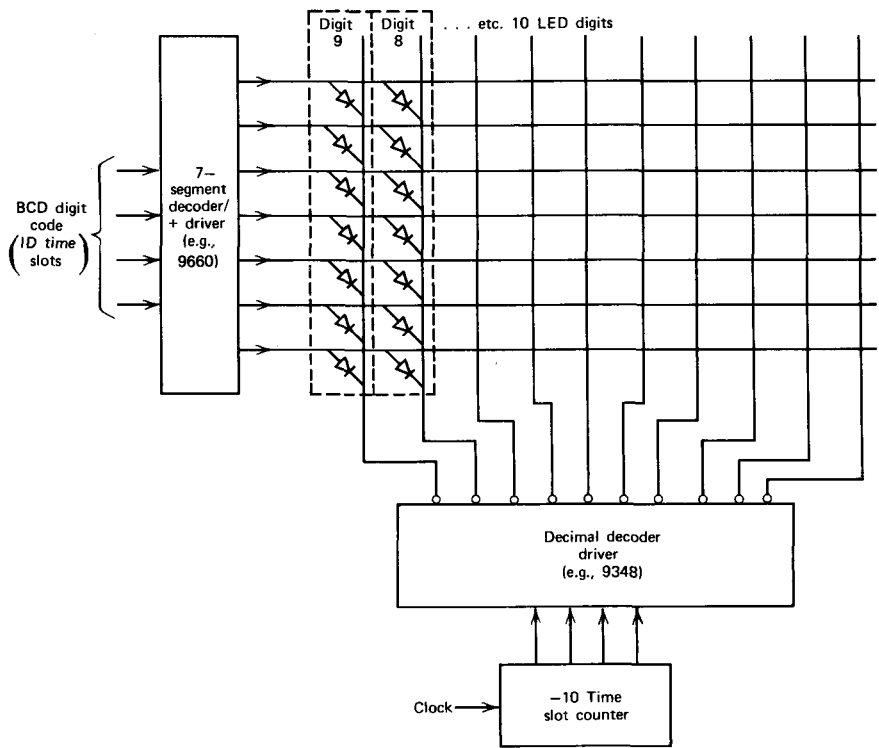 Digit
9
Digit
8
. . . etc. 10 LED digits
7–
segment
decoder/
+ driver
(e.g.,
9660)
BCD digit
code
(1D time
slots)
Decimal decoder
driver
(e.g., 9348)
Clock
–10 Time
slot counter